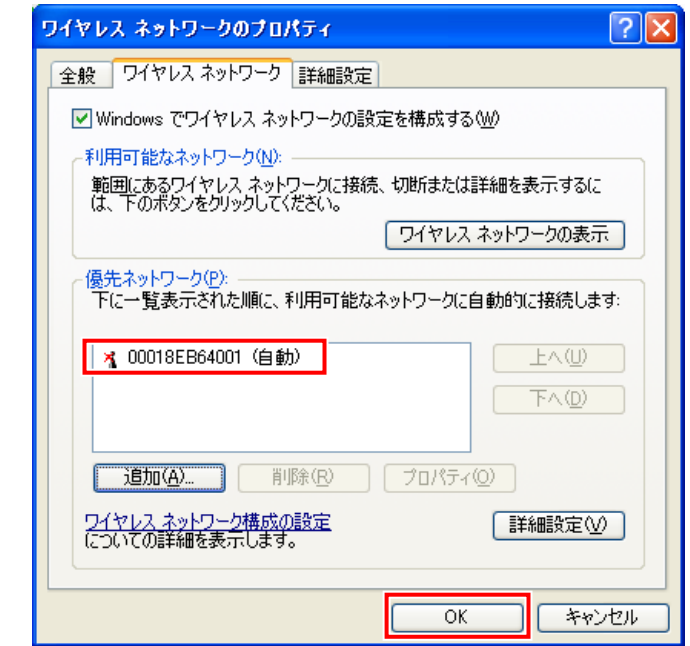 ワイヤレス ネットワークのプロパティ
全般 ワイヤレス ネットワーク 詳細設定
Windows でワイヤレス ネットワークの設定を構成する(W)
利用可能なネットワーク(N):
範囲にあるワイヤレス ネットワークに接続、切断または詳細を表示するに
は、下のボタンをクリックしてください。
ワイヤレス ネットワークの表示
優先ネットワーク(P):
下に一覧表示された順に、利用可能なネットワークに自動的に接続します:
00018EB64001 (自動)
上へ(U)
下へ(D)
追加(A)... 削除(R) プロパティ(O)
ワイヤレス ネットワーク構成の設定
についての詳細を表示します。
詳細設定(V)
OK キャンセル